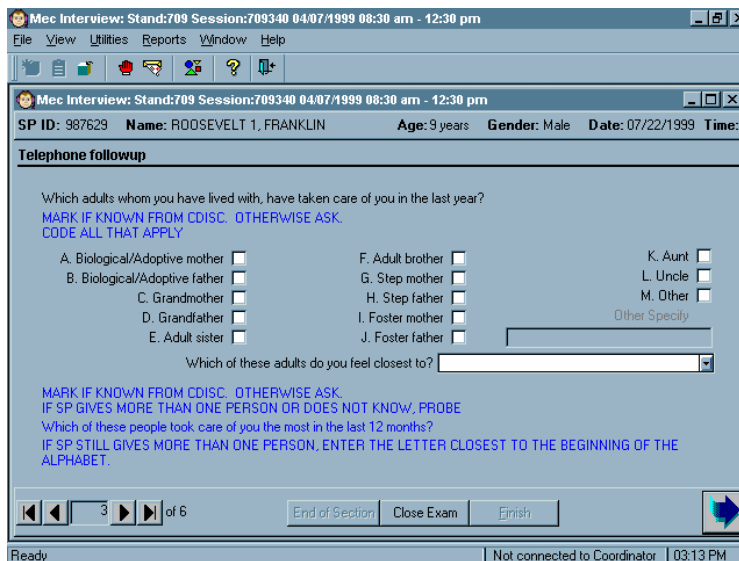 Mec Interview: Stand:709 Session:709340 04/07/1999 08:30 am - 12:30 pm
File View Utilities Reports Window Help
Mec Interview: Stand:709 Session:709340 04/07/1999 08:30 am - 12:30 pm
SP ID: 987629 Name: ROOSEVELT 1, FRANKLIN Age: 9 years Gender: Male Date: 07/22/1999 Time:
Telephone followup
Which adults whom you have lived with, have taken care of you in the last year?
MARK IF KNOWN FROM CDISC. OTHERWISE ASK.
CODE ALL THAT APPLY
A. Biological/Adoptive mother F. Adult brother K. Aunt
B. Biological/Adoptive father G. Step mother L. Uncle
C. Grandmother H. Step father M. Other
D. Grandfather I. Foster mother Other Specify
E. Adult sister J. Foster father
Which of these adults do you feel closest to?
MARK IF KNOWN FROM CDISC. OTHERWISE ASK.
IF SP GIVES MORE THAN ONE PERSON OR DOES NOT KNOW, PROBE
Which of these people took care of you the most in the last 12 months?
IF SP STILL GIVES MORE THAN ONE PERSON, ENTER THE LETTER CLOSEST TO THE BEGINNING OF THE
ALPHABET.
3 of 6 End of Section Close Exam Finish
Ready Not connected to Coordinator 03:13 PM